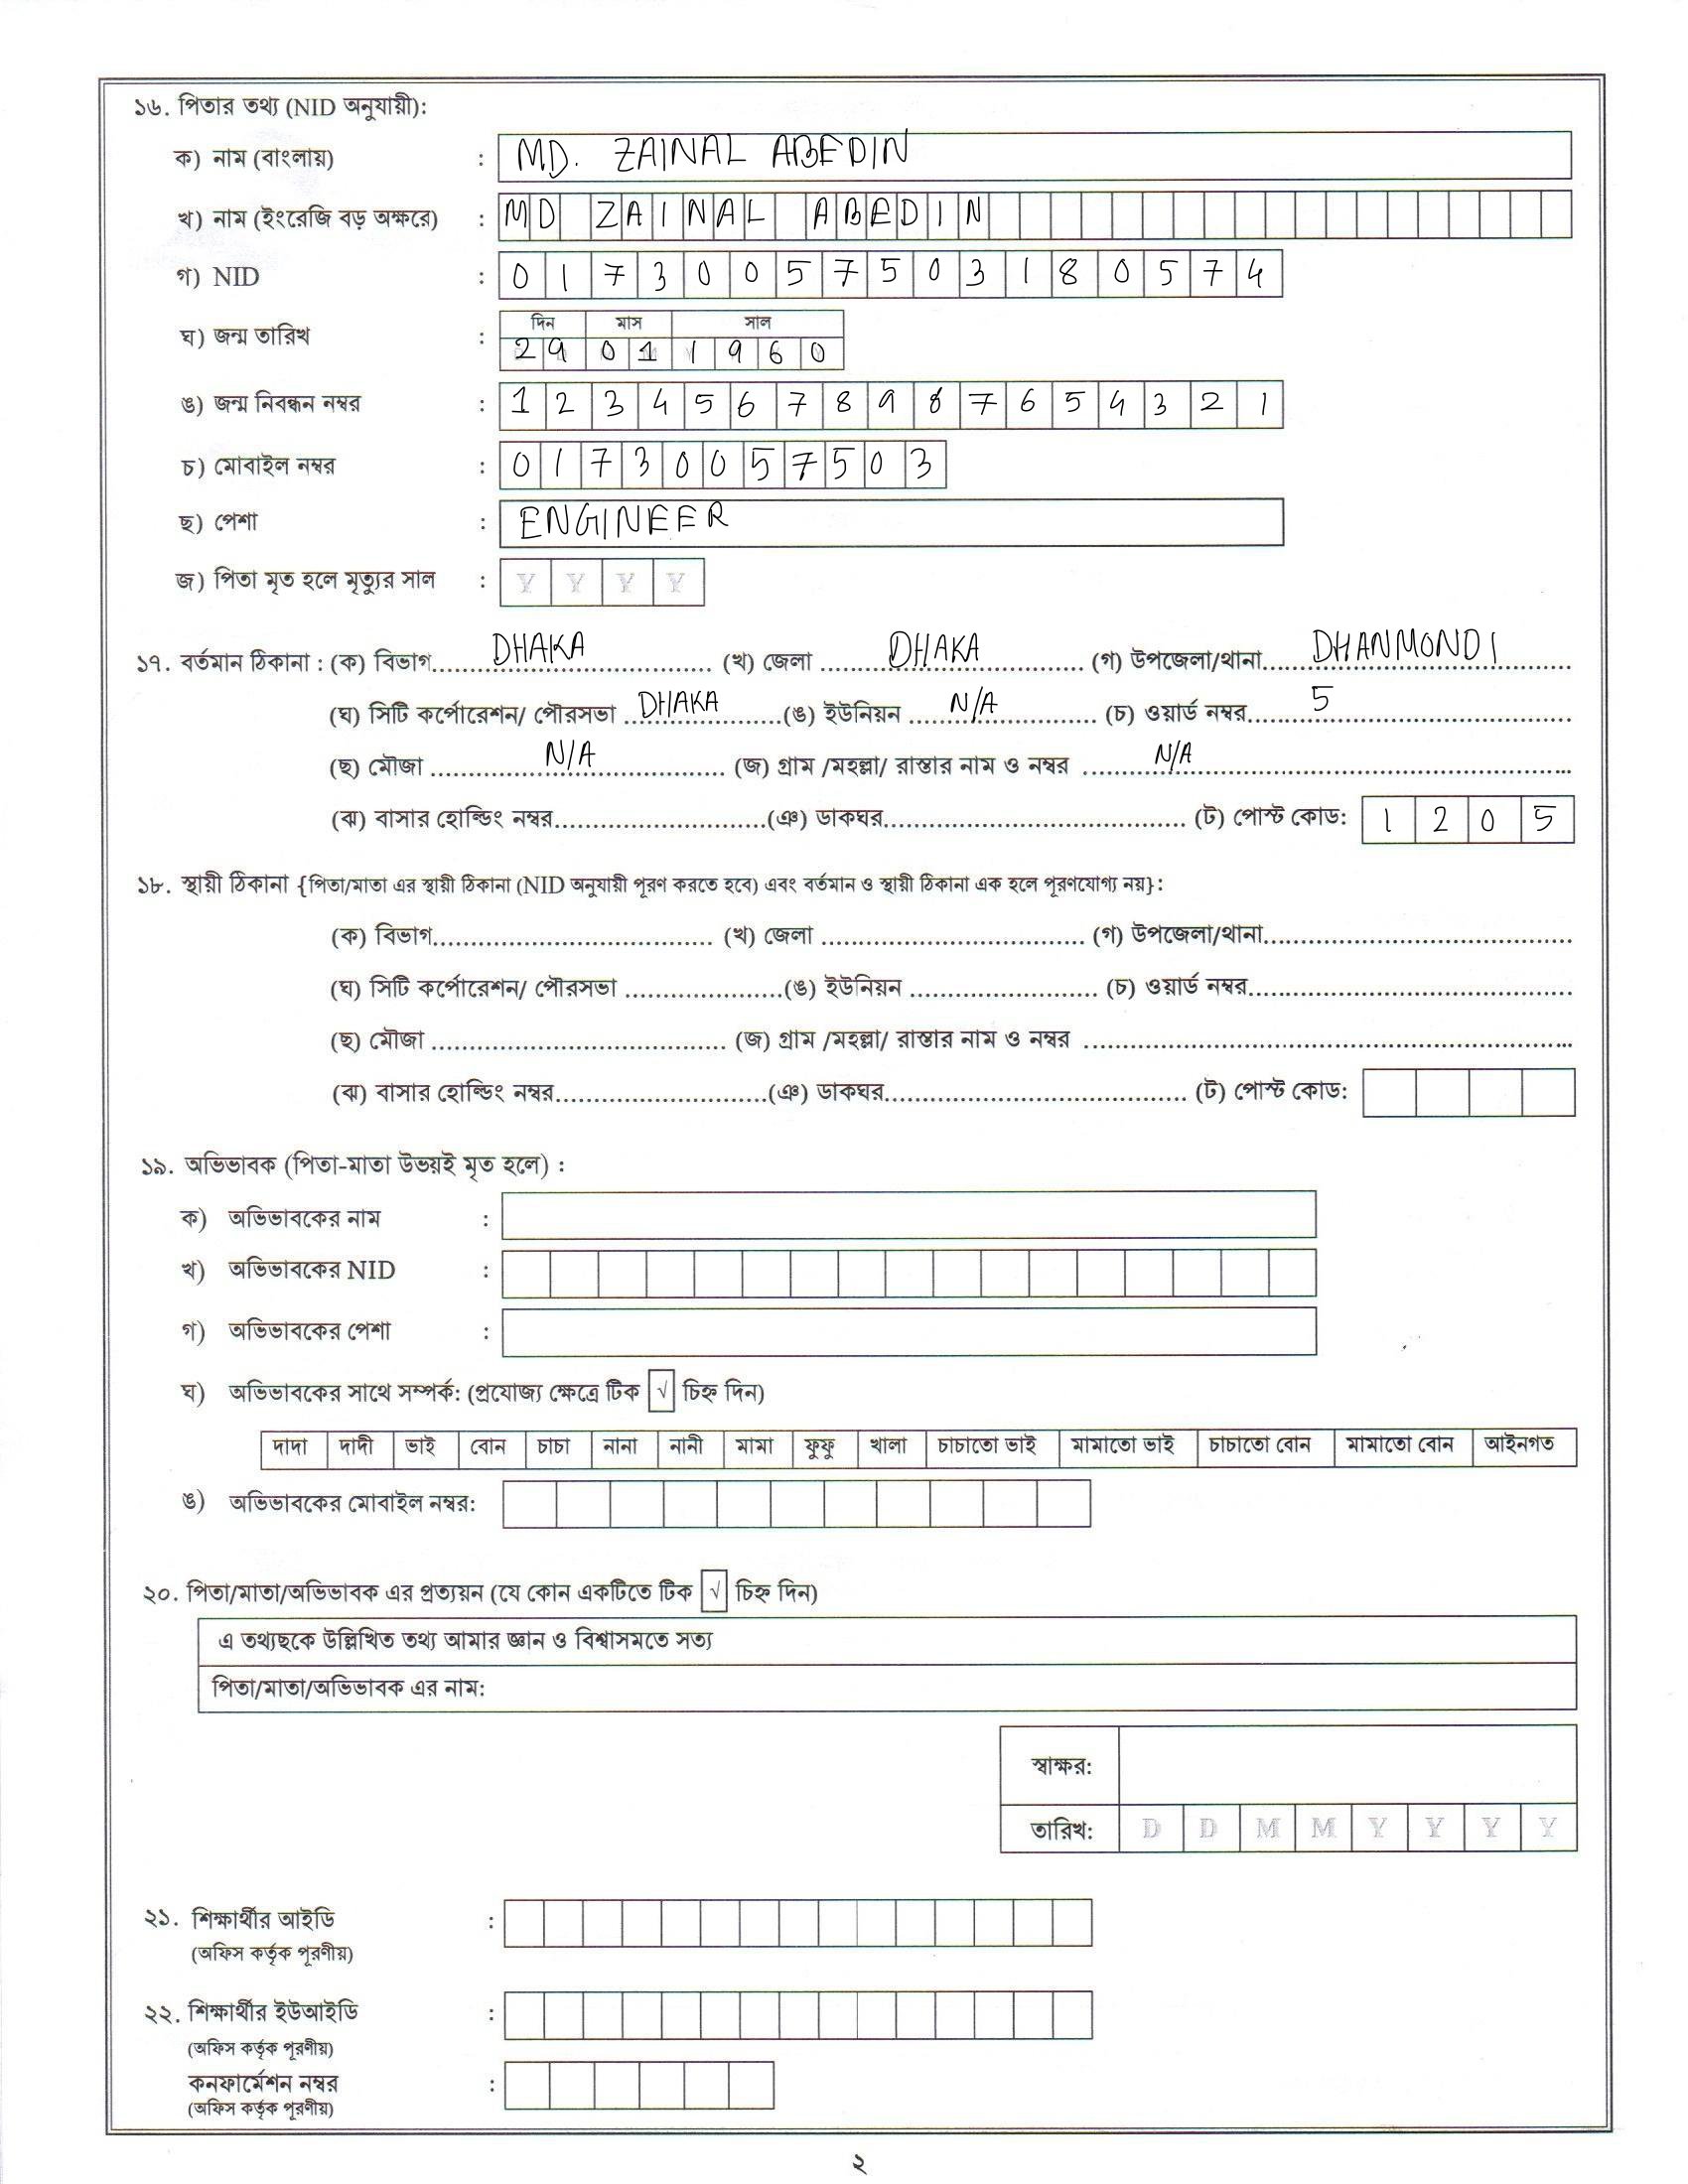 ১৬. পিতার তথ্য (NID অনুযায়ী):
ক) নাম (বাংলায়) : MD. ZAINAL ABEDIN
খ) নাম (ইংরেজি বড় অক্ষরে) : MD ZAINAL ABEDIN
গ) NID : 01730057503180574
দিন মাস সাল
ঘ) জন্ম তারিখ : 29 01 1960
ঙ) জন্ম নিবন্ধন নম্বর : 12345678987654321
চ) মোবাইল নম্বর : 01730057503
ছ) পেশা : ENGINEER
জ) পিতা মৃত হলে মৃত্যুর সাল : Y Y Y Y
১৭. বর্তমান ঠিকানা : (ক) বিভাগ DHAKA (খ) জেলা DHAKA (গ) উপজেলা/থানা DHANMONDI
(ঘ) সিটি কর্পোরেশন/ পৌরসভা DHAKA (ঙ) ইউনিয়ন N/A (চ) ওয়ার্ড নম্বর 5
(ছ) মৌজা N/A (জ) গ্রাম /মহল্লা/ রাস্তার নাম ও নম্বর N/A
(ঝ) বাসার হোল্ডিং নম্বর (ঞ) ডাকঘর (ট) পোস্ট কোড: 1 2 0 5
১৮. স্থায়ী ঠিকানা {পিতা/মাতা এর স্থায়ী ঠিকানা (NID অনুযায়ী পূরণ করতে হবে) এবং বর্তমান ও স্থায়ী ঠিকানা এক হলে পূরণযোগ্য নয়}:
(ক) বিভাগ (খ) জেলা (গ) উপজেলা/থানা
(ঘ) সিটি কর্পোরেশন/ পৌরসভা (ঙ) ইউনিয়ন (চ) ওয়ার্ড নম্বর
(ছ) মৌজা (জ) গ্রাম /মহল্লা/ রাস্তার নাম ও নম্বর
(ঝ) বাসার হোল্ডিং নম্বর (ঞ) ডাকঘর (ট) পোস্ট কোড:
১৯. অভিভাবক (পিতা-মাতা উভয়ই মৃত হলে) :
ক) অভিভাবকের নাম :
খ) অভিভাবকের NID :
গ) অভিভাবকের পেশা :
ঘ) অভিভাবকের সাথে সম্পর্ক: (প্রযোজ্য ক্ষেত্রে টিক √ চিহ্ন দিন)
দাদা দাদী ভাই বোন চাচা নানা নানী মামা ফুফু খালা চাচাতো ভাই মামাতো ভাই চাচাতো বোন মামাতো বোন আইনগত
ঙ) অভিভাবকের মোবাইল নম্বর:
২০. পিতা/মাতা/অভিভাবক এর প্রত্যয়ন (যে কোন একটিতে টিক √ চিহ্ন দিন)
এ তথ্যছকে উল্লিখিত তথ্য আমার জ্ঞান ও বিশ্বাসমতে সত্য
পিতা/মাতা/অভিভাবক এর নাম:
স্বাক্ষর:
তারিখ: D D M M Y Y Y Y
২১. শিক্ষার্থীর আইডি :
(অফিস কর্তৃক পূরণীয়)
২২. শিক্ষার্থীর ইউআইডি :
(অফিস কর্তৃক পূরণীয়)
কনফার্মেশন নম্বর :
(অফিস কর্তৃক পূরণীয়)
২